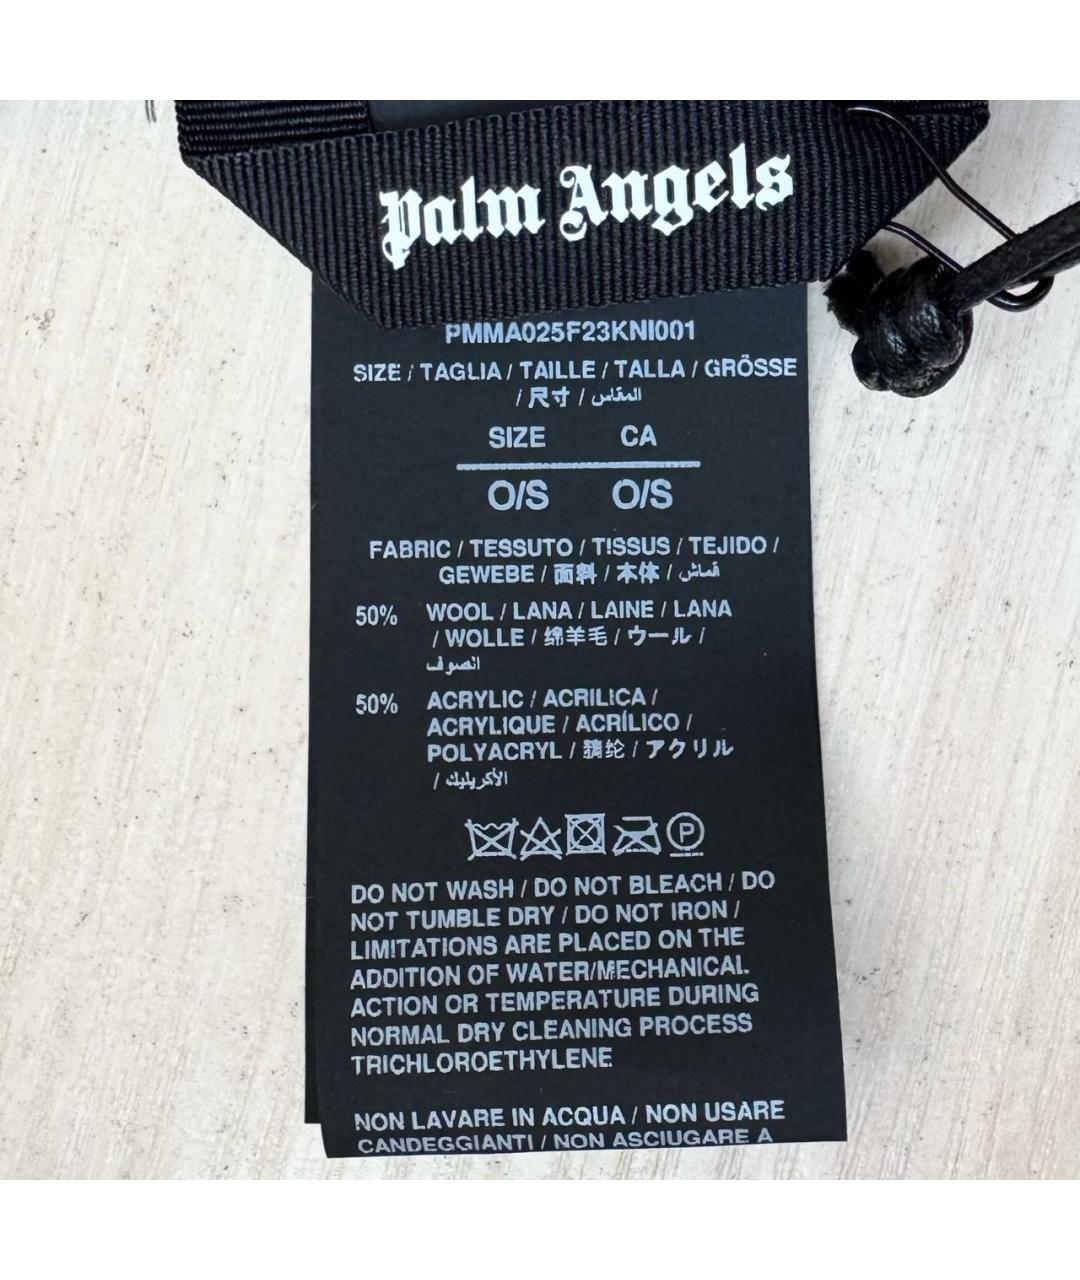 Palm Angels
PMMA025F23KNI001
SIZE / TAGLIA / TAILLE / TALLA / GRÖSSE
/ 尺寸 / المقاس
SIZE CA
O/S O/S
FABRIC / TESSUTO / TISSUS / TEJIDO /
GEWEBE / 面料 / 本体 / قماش
50% WOOL / LANA / LAINE / LANA
/ WOLLE / 绵羊毛 / ウール /
الصوف
50% ACRYLIC / ACRILICA /
ACRYLIQUE / ACRÍLICO /
POLYACRYL / 腈纶 / アクリル
/ الأكريليك
P
DO NOT WASH / DO NOT BLEACH / DO
NOT TUMBLE DRY / DO NOT IRON /
LIMITATIONS ARE PLACED ON THE
ADDITION OF WATER/MECHANICAL
ACTION OR TEMPERATURE DURING
NORMAL DRY CLEANING PROCESS
TRICHLOROETHYLENE
NON LAVARE IN ACQUA / NON USARE
CANDEGGIANTI / NON ASCIUGARE A